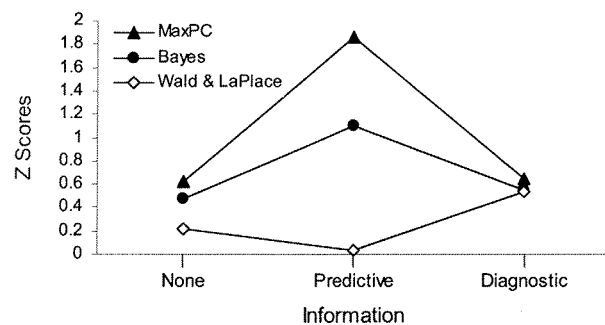 2
1.8
1.6
1.4
1.2
1
0.8
0.6
0.4
0.2
0
Z Scores
MaxPC
Bayes
Wald & LaPlace
None Predictive Diagnostic
Information